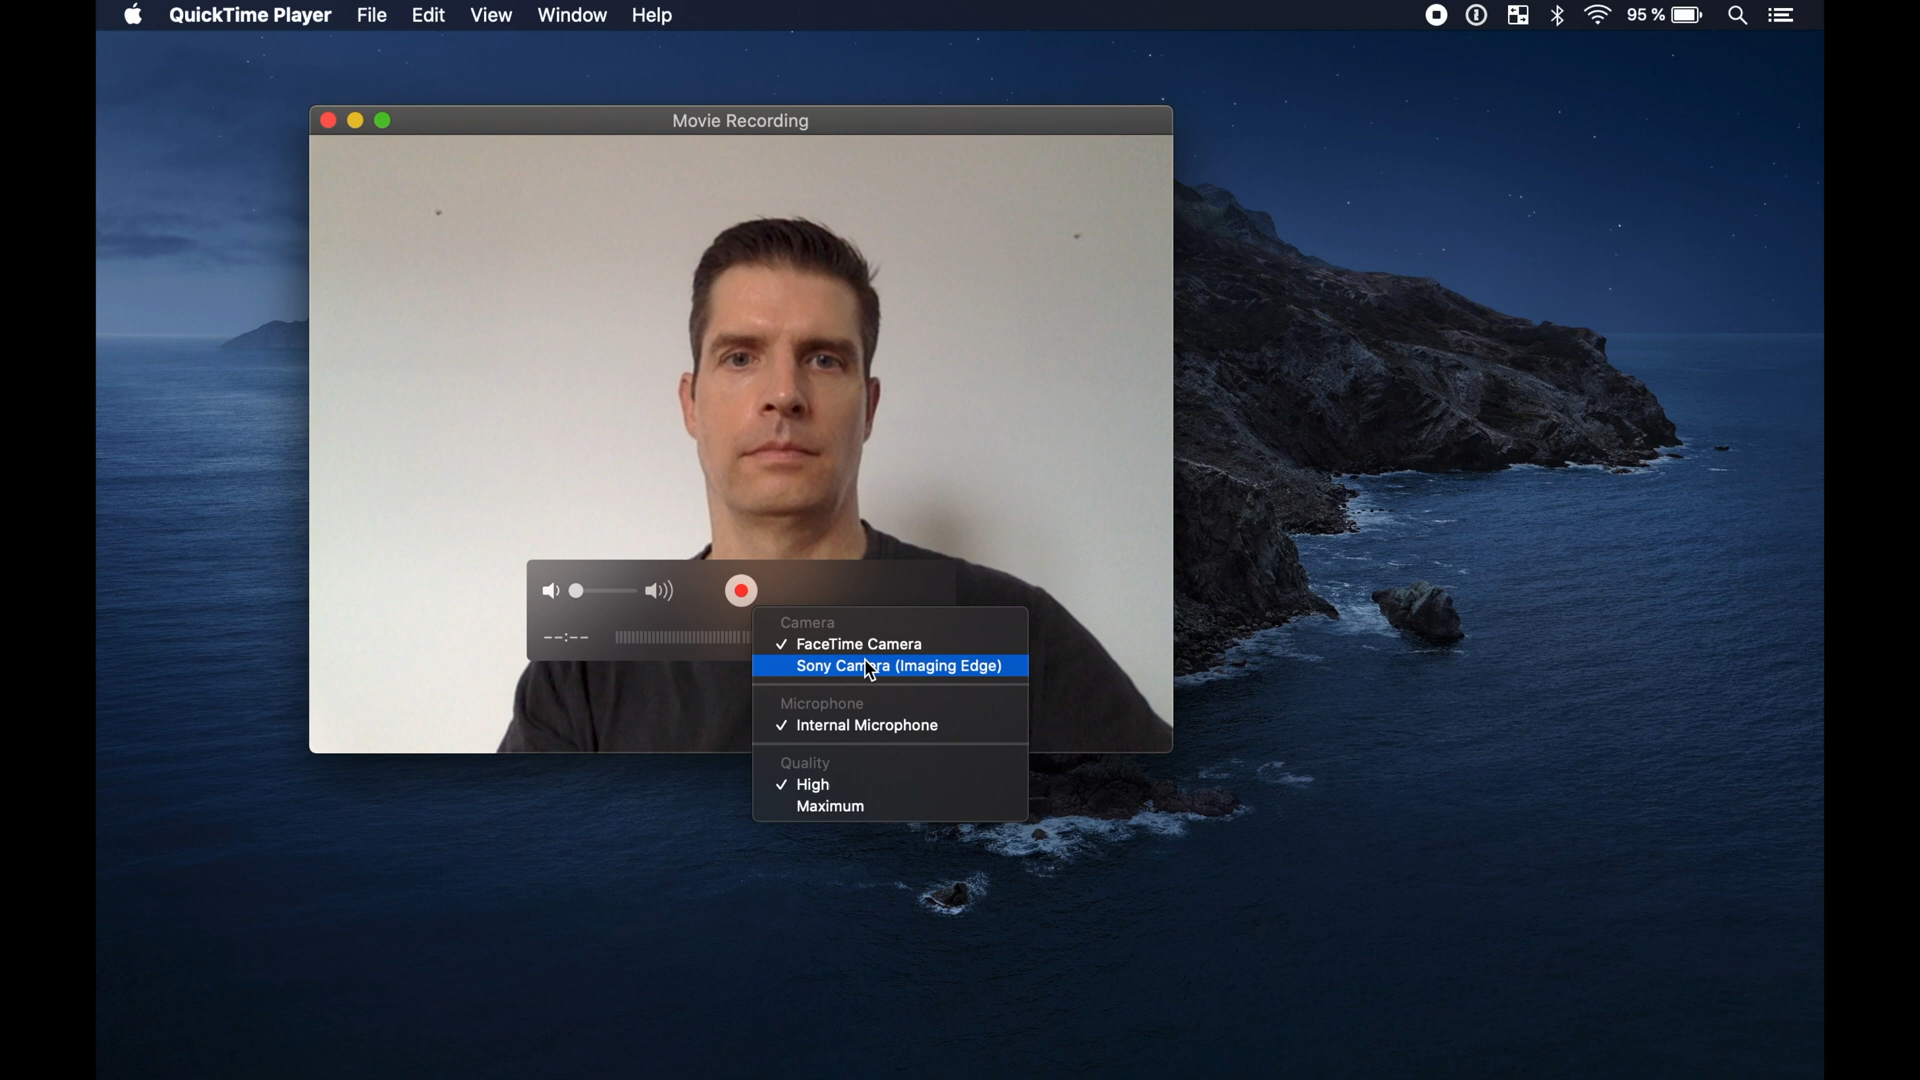 QuickTime Player File Edit View Window Help 95 %
Movie Recording
--:--
Camera
✓ FaceTime Camera
Sony Camera (Imaging Edge)
Microphone
✓ Internal Microphone
Quality
✓ High
Maximum